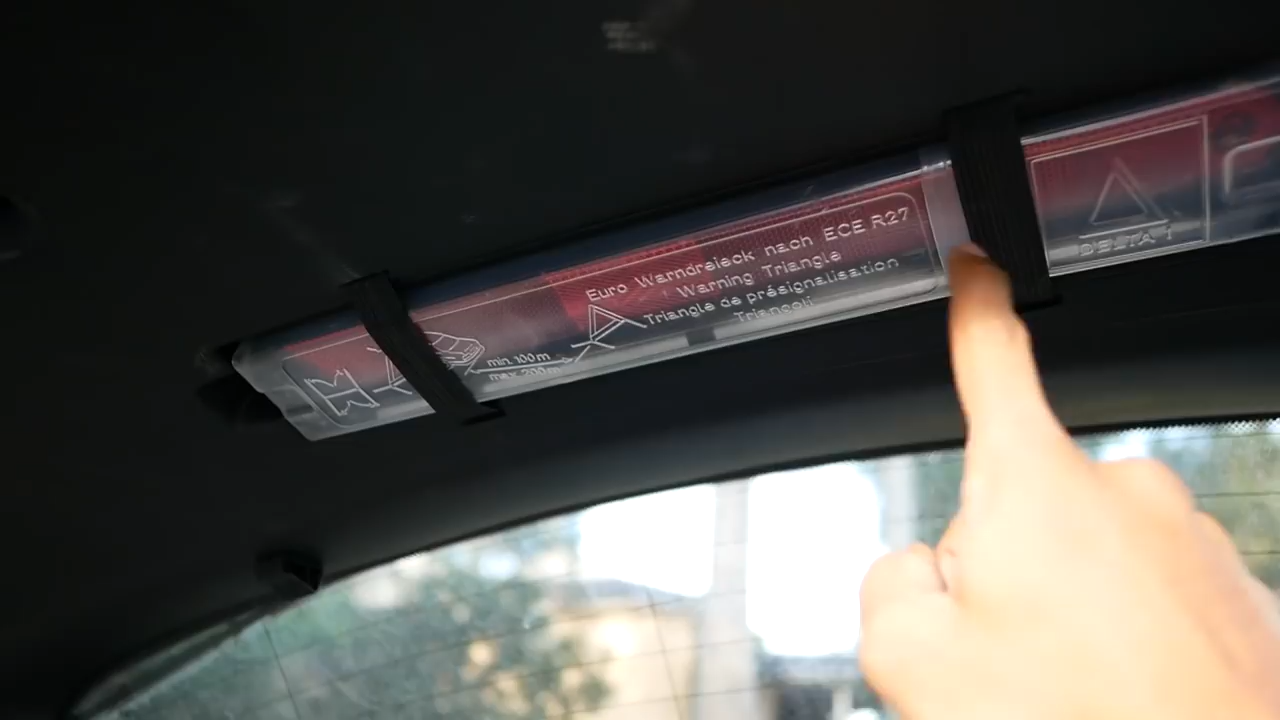 Euro Warndreieck nach ECE R27
Warning Triangle
Triangle de présignalisation
Triangoli
min. 100 m
max. 200 m
DELTA 1